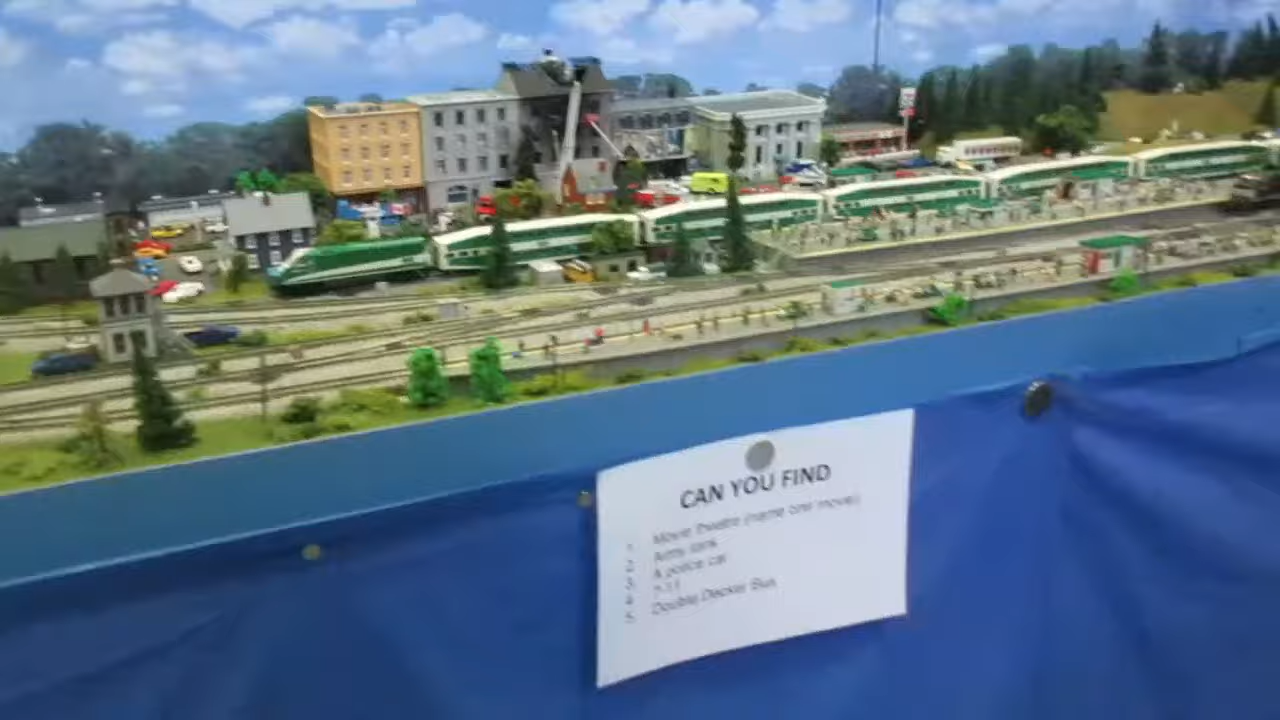 CAN YOU FIND
1. Movie theatre (name one movie)
2. Army tank
3. A police car
4. 7-11
5. Double Decker Bus